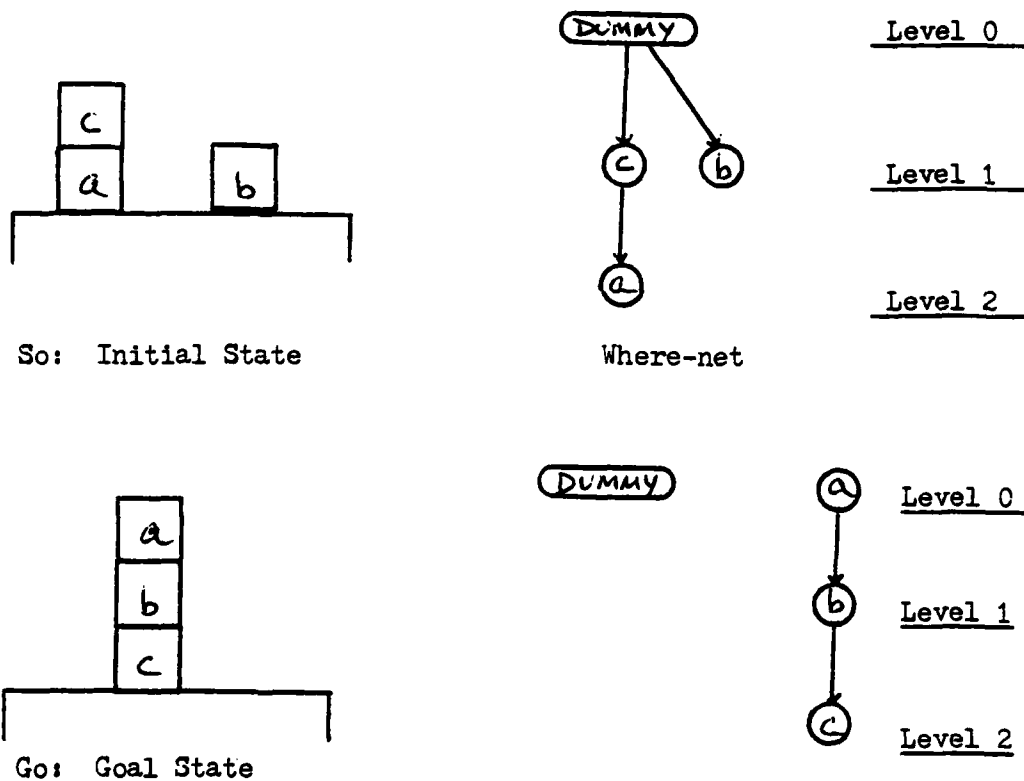 DUMMY
Level 0
c
a
b
c
b
Level 1
a
Level 2
So: Initial State
Where-net
DUMMY
a
Level 0
a
b
c
b
Level 1
c
Level 2
Go: Goal State